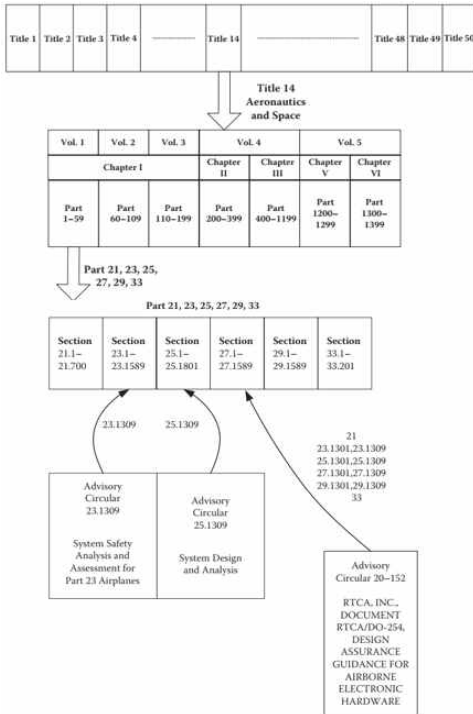 Title 1 Title 2 Title 3 Title 4 Title 14 Title 48 Title 49 Title 50
Title 14
Aeronautics
and Space
Vol. 1 Vol. 2 Vol. 3 Vol. 4 Vol. 5
Chapter I
Chapter
II
Chapter
III
Chapter
V
Chapter
VI
Part
1–59
Part
60–109
Part
110–199
Part
200–399
Part
400–1199
Part
1200–
1299
Part
1300–
1399
Part 21, 23, 25,
27, 29, 33
Part 21, 23, 25, 27, 29, 33
Section
21.1–
21.700
Section
23.1–
23.1589
Section
25.1–
25.1801
Section
27.1–
27.1589
Section
29.1–
29.1589
Section
33.1–
33.201
23.1309
25.1309
21
23.1301,23.1309
25.1301,25.1309
27.1301,27.1309
29.1301,29.1309
33
Advisory
Circular
23.1309
System Safety
Analysis and
Assessment for
Part 23 Airplanes
Advisory
Circular
25.1309
System Design
and Analysis
Advisory
Circular 20–152
RTCA, INC.,
DOCUMENT
RTCA/DO-254,
DESIGN
ASSURANCE
GUIDANCE FOR
AIRBORNE
ELECTRONIC
HARDWARE